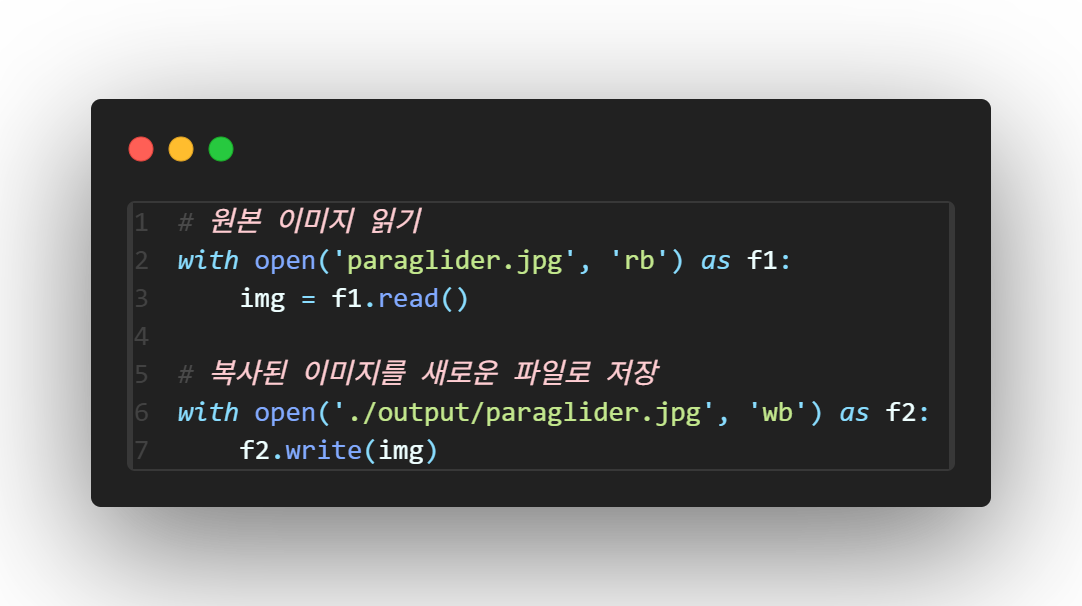 1 # 원본 이미지 읽기
2 with open('paraglider.jpg', 'rb') as f1:
3     img = f1.read()
4
5 # 복사된 이미지를 새로운 파일로 저장
6 with open('./output/paraglider.jpg', 'wb') as f2:
7     f2.write(img)